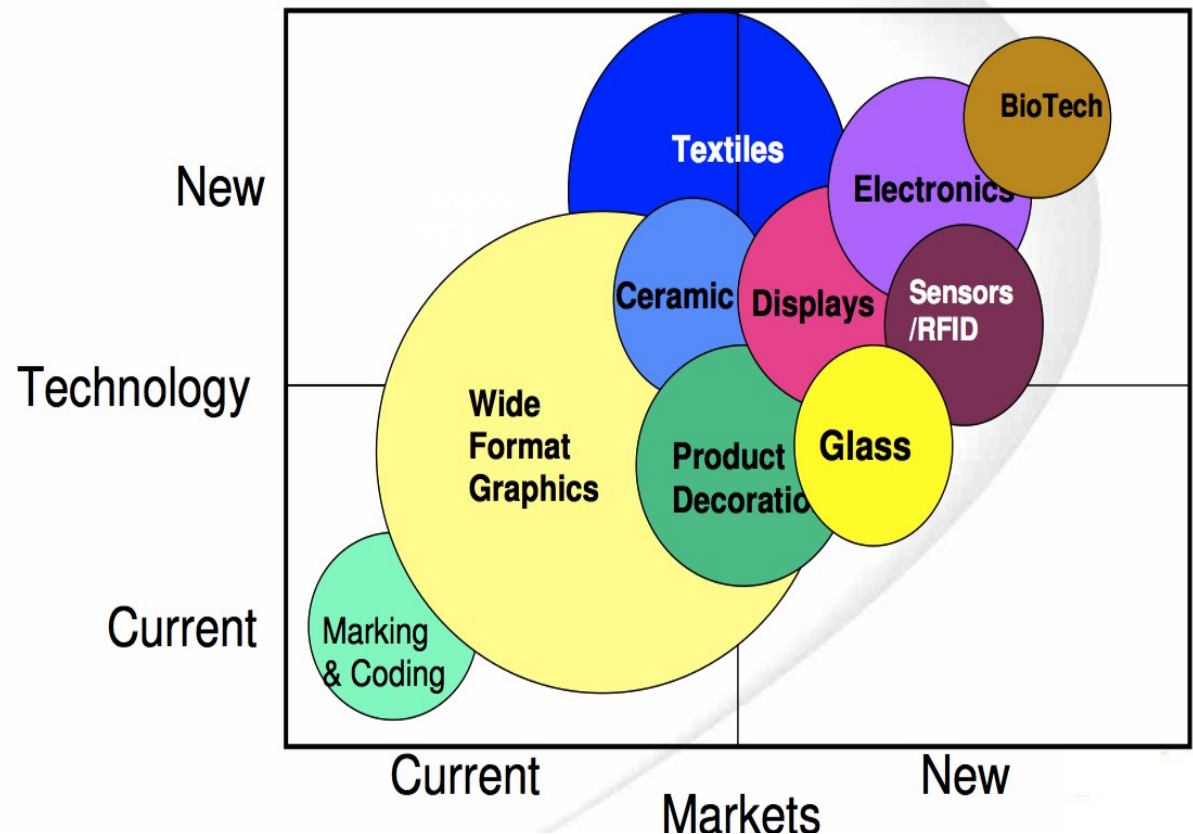 BioTech
Textiles
New
Electronics
Ceramic
Displays
Sensors
/RFID
Technology
Wide
Format
Graphics
Product
Decoratio
Glass
Current
Marking
& Coding
Current
New
Markets